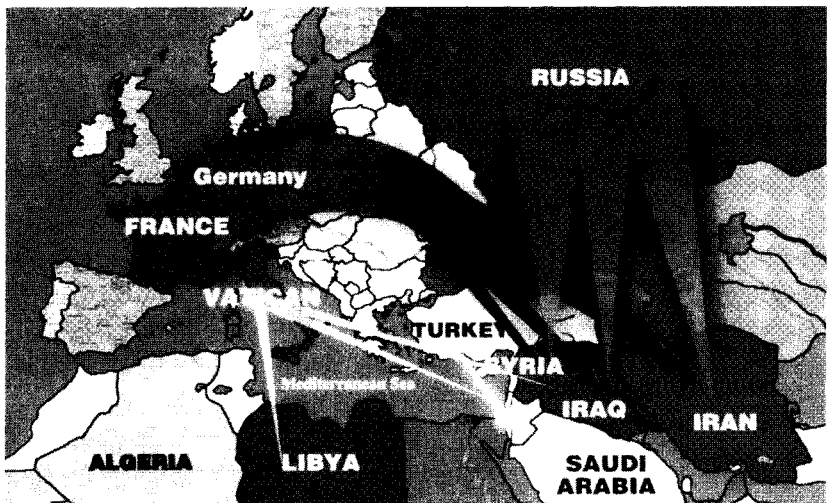 RUSSIA
Germany
FRANCE
VATICAN
TURKEY
SYRIA
Mediterranean Sea
IRAQ
IRAN
ALGERIA
LIBYA
SAUDI
ARABIA